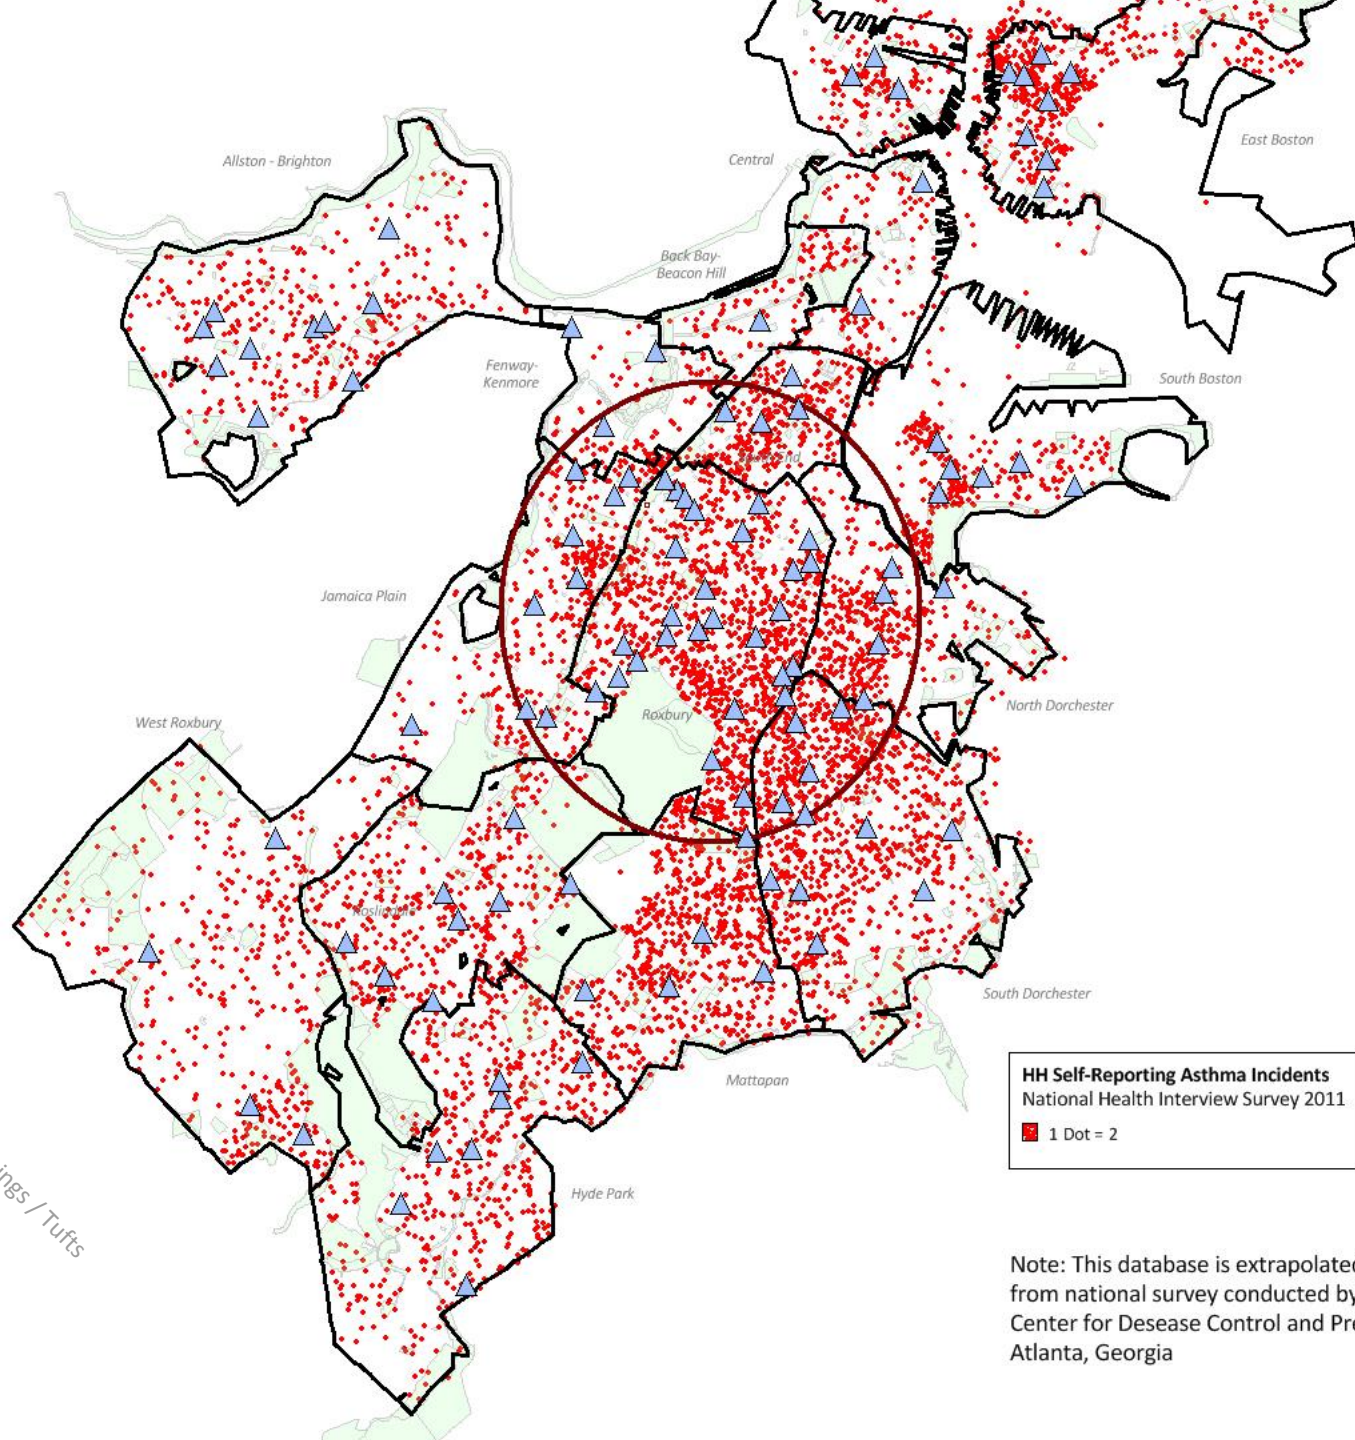 East Boston
Central
Allston - Brighton
Back Bay-
Beacon Hill
Fenway-
Kenmore
South Boston
Jamaica Plain
North Dorchester
Roxbury
West Roxbury
Roslindale
South Dorchester
Mattapan
Hyde Park
ings / Tufts
HH Self-Reporting Asthma Incidents
National Health Interview Survey 2011
1 Dot = 2
Note: This database is extrapolated
from national survey conducted by
Center for Desease Control and Pre
Atlanta, Georgia